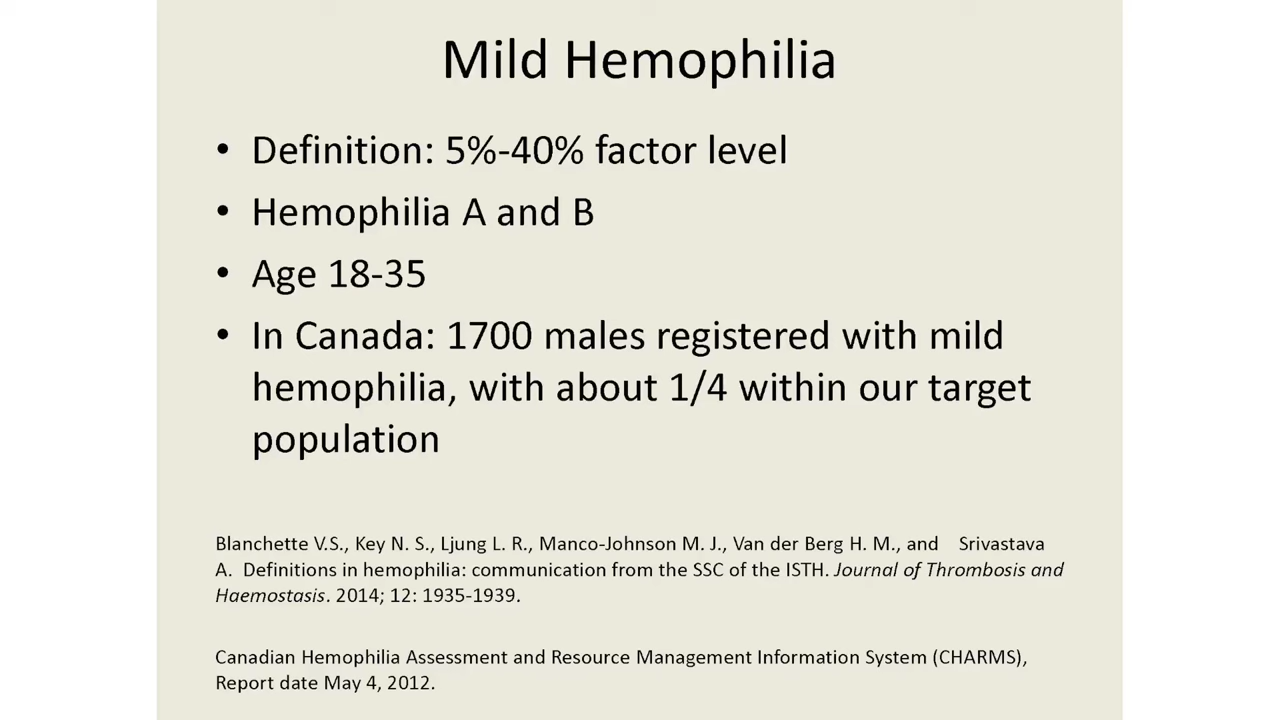 Mild Hemophilia
• Definition: 5%-40% factor level
• Hemophilia A and B
• Age 18-35
• In Canada: 1700 males registered with mild
hemophilia, with about 1/4 within our target
population
Blanchette V.S., Key N. S., Ljung L. R., Manco-Johnson M. J., Van der Berg H. M., and Srivastava
A. Definitions in hemophilia: communication from the SSC of the ISTH. Journal of Thrombosis and
Haemostasis. 2014; 12: 1935-1939.
Canadian Hemophilia Assessment and Resource Management Information System (CHARMS),
Report date May 4, 2012.